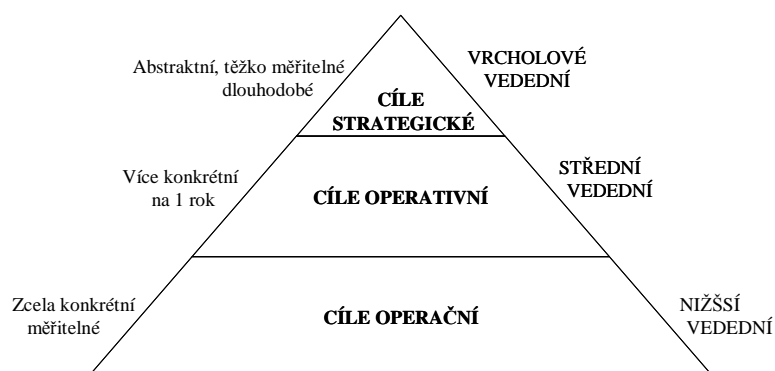 Abstraktní, těžko měřitelné
dlouhodobé
VRCHOLOVÉ
VEDEDNÍ
CÍLE
STRATEGICKÉ
Více konkrétní
na 1 rok
CÍLE OPERATIVNÍ
STŘEDNÍ
VEDEDNÍ
Zcela konkrétní
měřitelné
CÍLE OPERAČNÍ
NIŽŠSÍ
VEDEDNÍ